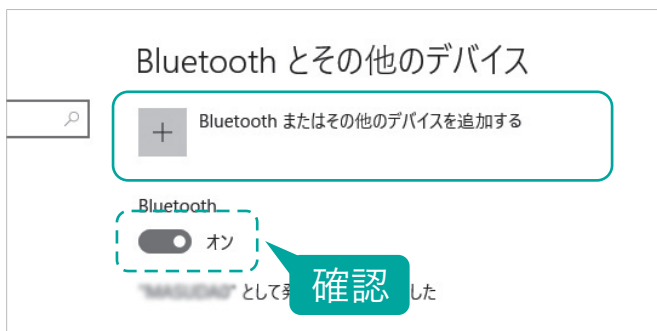 Bluetooth とその他のデバイス
Bluetooth またはその他のデバイスを追加する
Bluetooth
オン
として した
確認